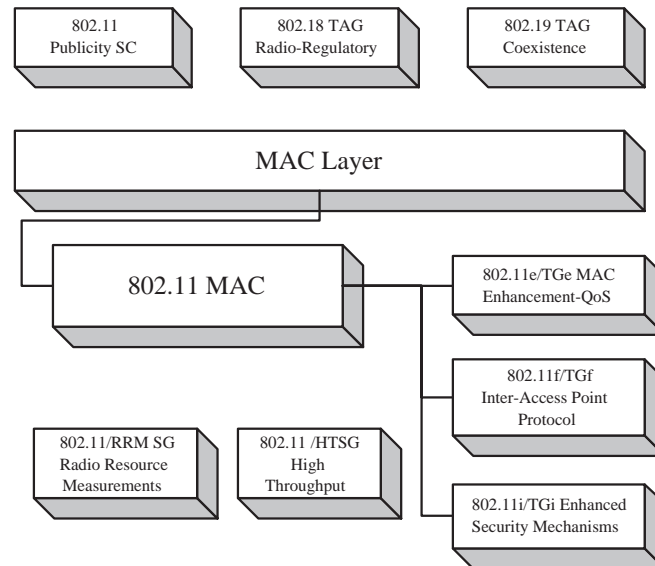 802.11
Publicity SC
802.18 TAG
Radio-Regulatory
802.19 TAG
Coexistence
MAC Layer
802.11 MAC
802.11e/TGe MAC
Enhancement-QoS
802.11f/TGf
Inter-Access Point
Protocol
802.11/RRM SG
Radio Resource
Measurements
802.11 /HTSG
High
Throughput
802.11i/TGi Enhanced
Security Mechanisms